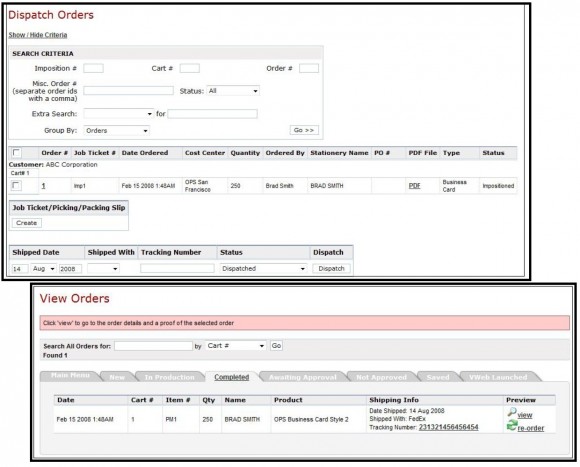 Dispatch Orders
Show / Hide Criteria
SEARCH CRITERIA
Imposition # Cart # Order #
Misc. Order #
(separate order ids
with a comma) Status: All
Extra Search: for
Group By: Orders Go >>
Order # Job Ticket # Date Ordered Cost Center Quantity Ordered By Stationery Name PO # PDF File Type Status
Customer: ABC Corporation
Cart# 1
1 Imp1 Feb 15 2008 1:48AM OPS San Francisco 250 Brad Smith BRAD SMITH PDF Business Card Impositioned
Job Ticket/Picking/Packing Slip
Create
Shipped Date Shipped With Tracking Number Status Dispatch
14 Aug 2008 Dispatched Dispatch
View Orders
Click 'view' to go to the order details and a proof of the selected order
Search All Orders for: by Cart # Go
Found 1
Main Menu New In Production Completed Awaiting Approval Not Approved Saved VWeb Launched
Date Cart # Item # Qty Name Product Shipping Info Preview
Feb 15 2008 1:48AM 1 PM1 250 BRAD SMITH OPS Business Card Style 2 Date Shipped: 14 Aug 2008 view
Shipped With: FedEx
Tracking Number: 231321456456454 re-order